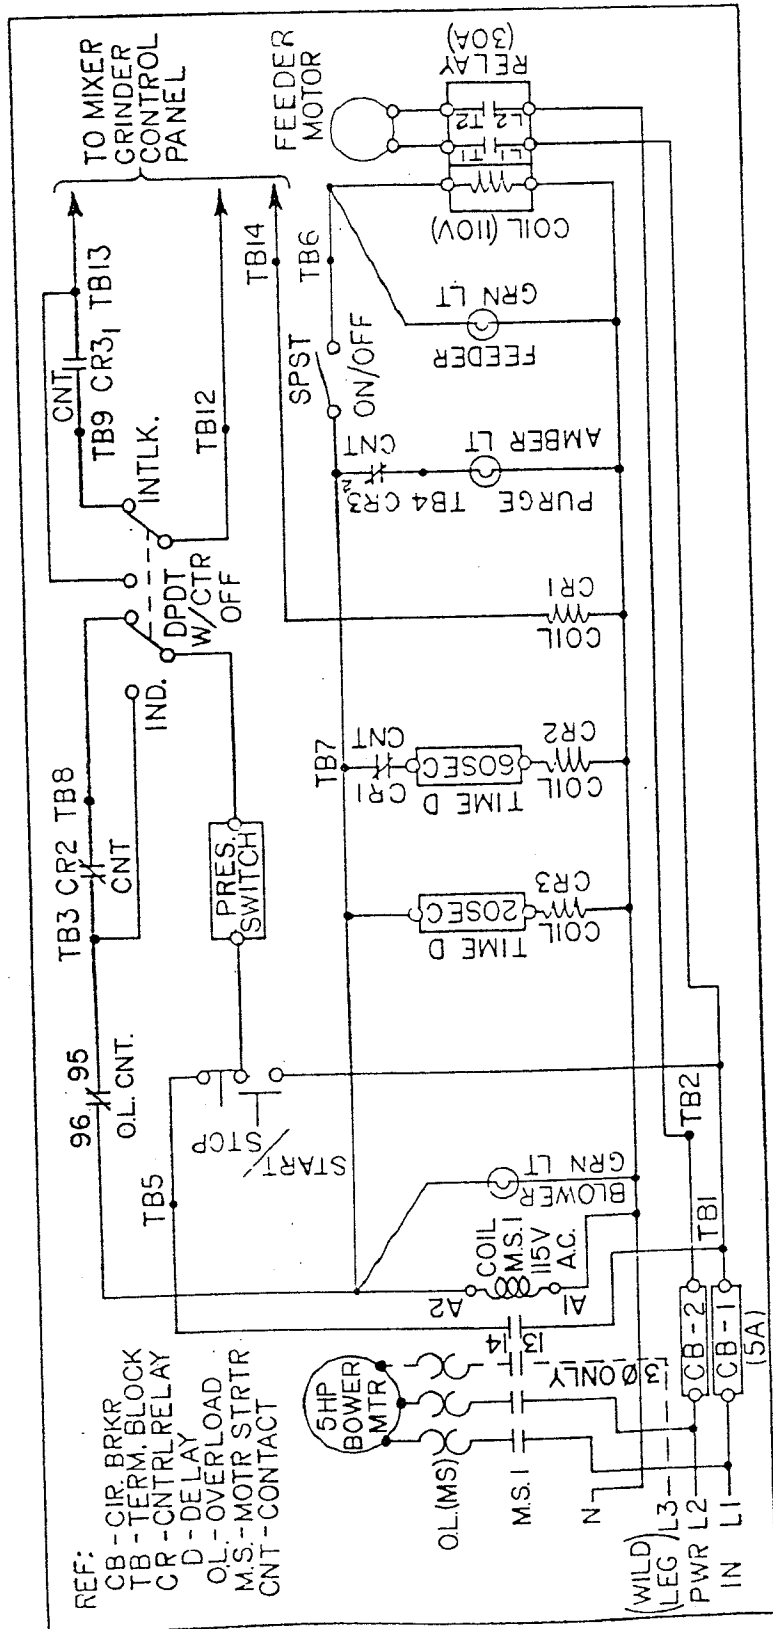 REF:
CB - CIR. BRKR
TB - TERM. BLOCK
CR - CNTRL RELAY
D - DELAY
O.L. - OVERLOAD
M.S. - MOTR STRTR
CNT - CONTACT
TO MIXER
GRINDER
CONTROL
PANEL
FEEDER
MOTOR
RELAY
(30A)
T2
L2
T1
L1
COIL (110V)
TB13
CR3₁
CNT
TB9
INTLK.
TB12
TB14
TB6
SPST
ON/OFF
FEEDER
GRN LT
DPDT
W/CTR
OFF
IND.
CNT
CR3₂
TB4
PURGE
AMBER LT
COIL
CR1
TB7
CNT
CR1
60SEC
TIME D
COIL
CR2
20SEC
TIME D
COIL
CR3
TB3
CR2
TB8
CNT
PRES.
SWITCH
96
95
O.L. CNT.
STOP
/START
TB5
BLOWER
GRN LT
COIL
M.S.1
115V
A.C.
A2
A1
14
13
5HP
BOWER
MTR
O.L.(MS)
M.S.1
3Ø ONLY
N
(WILD
LEG)
L3
PWR
L2
IN
L1
CB-2
CB-1
(5A)
TB1
TB2